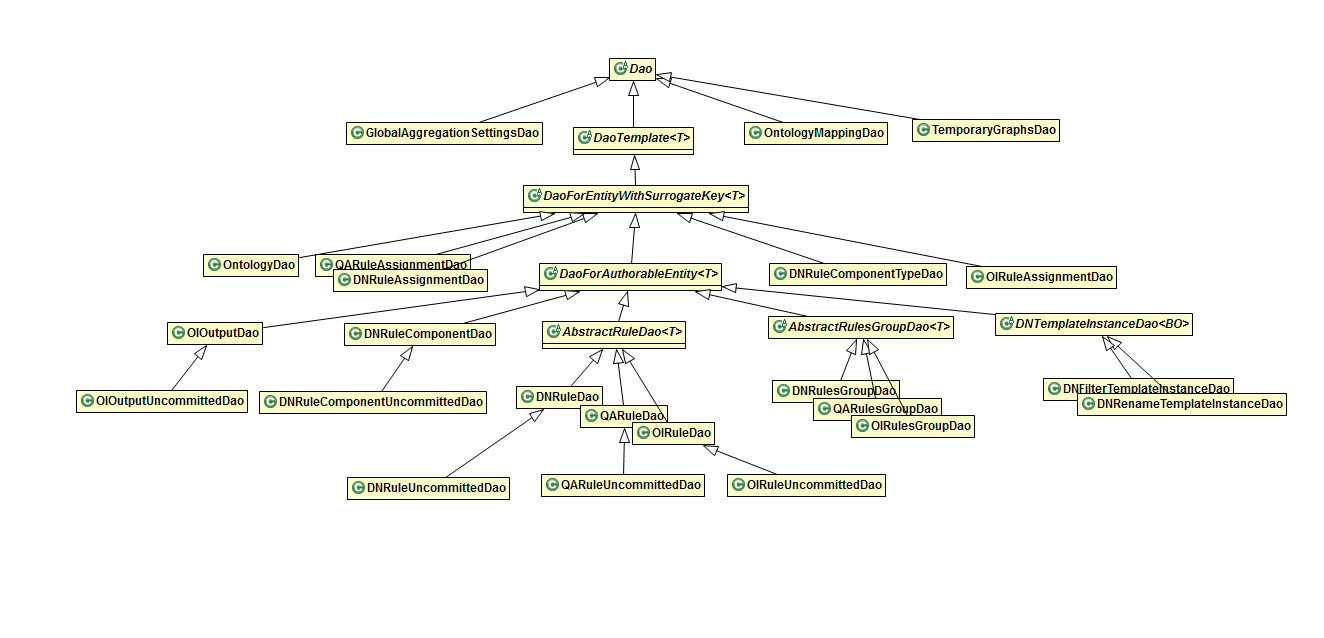 Dao
GlobalAggregationSettingsDao
DaoTemplate<T>
OntologyMappingDao
TemporaryGraphsDao
DaoForEntityWithSurrogateKey<T>
OntologyDao
QARuleAssignmentDao
DNRuleAssignmentDao
DaoForAuthorableEntity<T>
DNRuleComponentTypeDao
OIRuleAssignmentDao
OIOutputDao
DNRuleComponentDao
AbstractRuleDao<T>
AbstractRulesGroupDao<T>
DNTemplateInstanceDao<BO>
OIOutputUncommittedDao
DNRuleComponentUncommittedDao
DNRuleDao
QARuleDao
OIRuleDao
DNRulesGroupDao
QARulesGroupDao
OIRulesGroupDao
DNFilterTemplateInstanceDao
DNRenameTemplateInstanceDao
DNRuleUncommittedDao
QARuleUncommittedDao
OIRuleUncommittedDao